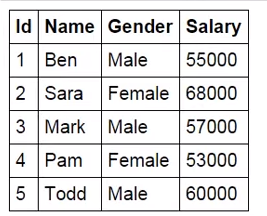 Id Name Gender Salary
1 Ben Male 55000
2 Sara Female 68000
3 Mark Male 57000
4 Pam Female 53000
5 Todd Male 60000